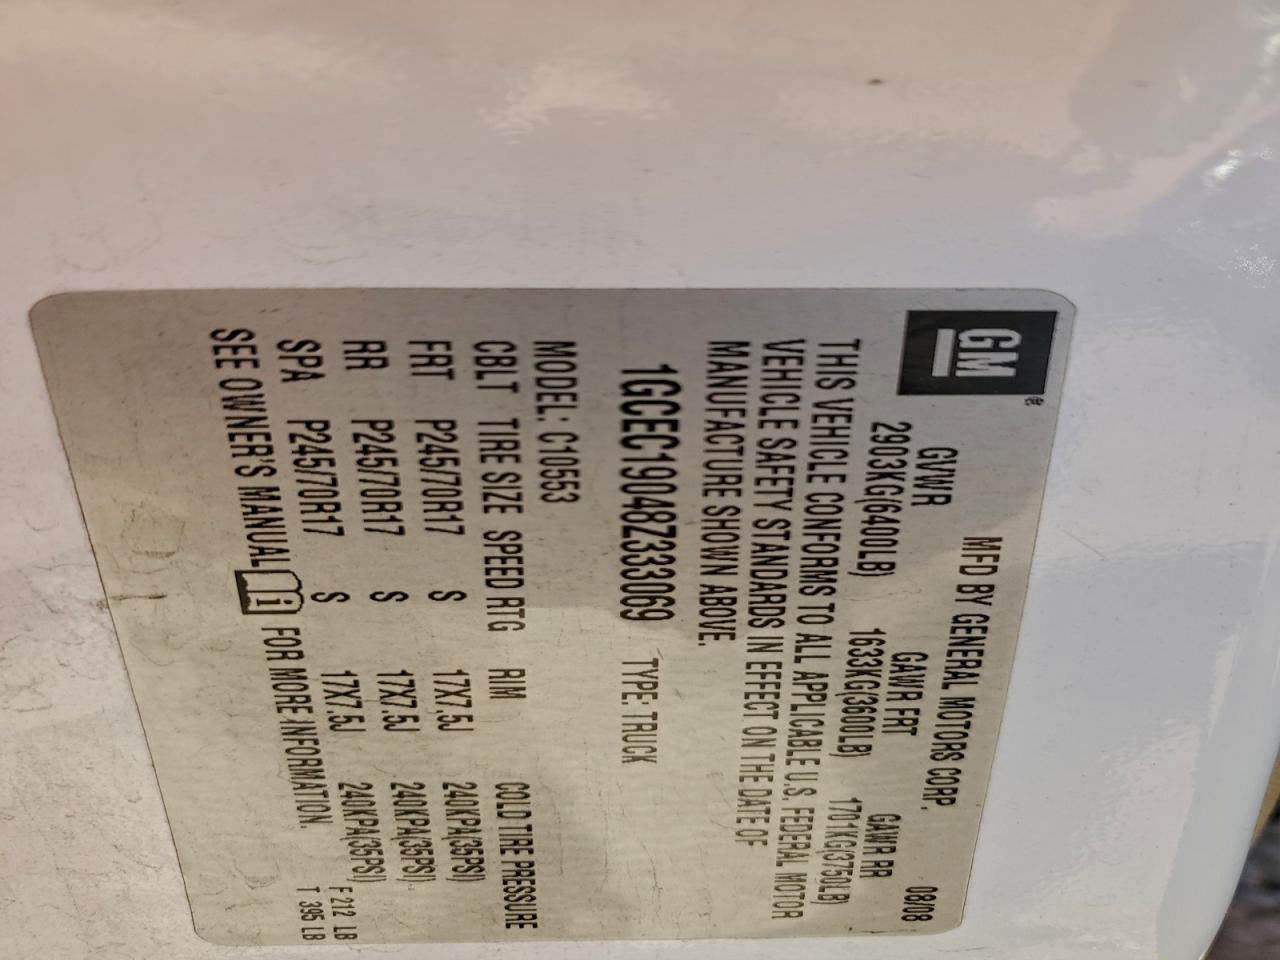 GM
MFD BY GENERAL MOTORS CORP. 08/08
GVWR GAWR FRT GAWR RR
2903KG(6400LB) 1633KG(3600LB) 1701KG(3750LB)
THIS VEHICLE CONFORMS TO ALL APPLICABLE U.S. FEDERAL MOTOR
VEHICLE SAFETY STANDARDS IN EFFECT ON THE DATE OF
MANUFACTURE SHOWN ABOVE.
1GCEC19048Z333069 TYPE: TRUCK
MODEL: C10553
CBLT TIRE SIZE SPEED RTG RIM COLD TIRE PRESSURE
FRT P245/70R17 S 17X7.5J 240KPA(35PSI)
RR P245/70R17 S 17X7.5J 240KPA(35PSI)
SPA P245/70R17 S 17X7.5J 240KPA(35PSI) F 212 LB
SEE OWNER'S MANUAL FOR MORE INFORMATION. T 395 LB